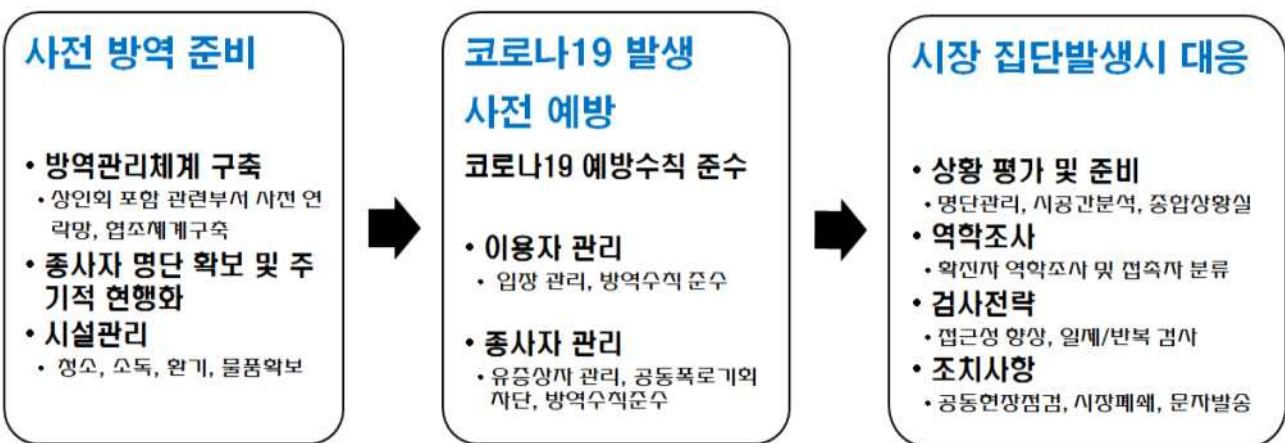 사전 방역 준비
• 방역관리체계 구축
• 상인회 포함 관련부서 사전 연
락망, 협조체계구축
• 종사자 명단 확보 및 주
기적 현행화
• 시설관리
• 청소, 소독, 환기, 물품확보
코로나19 발생
사전 예방
코로나19 예방수칙 준수
• 이용자 관리
• 입장 관리, 방역수칙 준수
• 종사자 관리
• 유증상자 관리, 공동폭로기회
차단, 방역수칙준수
시장 집단발생시 대응
• 상황 평가 및 준비
• 명단관리, 시공간분석, 종합상황실
• 역학조사
• 확진자 역학조사 및 접촉자 분류
• 검사전략
• 접근성 향상, 일제/반복 검사
• 조치사항
• 공동현장점검, 시장폐쇄, 문자발송